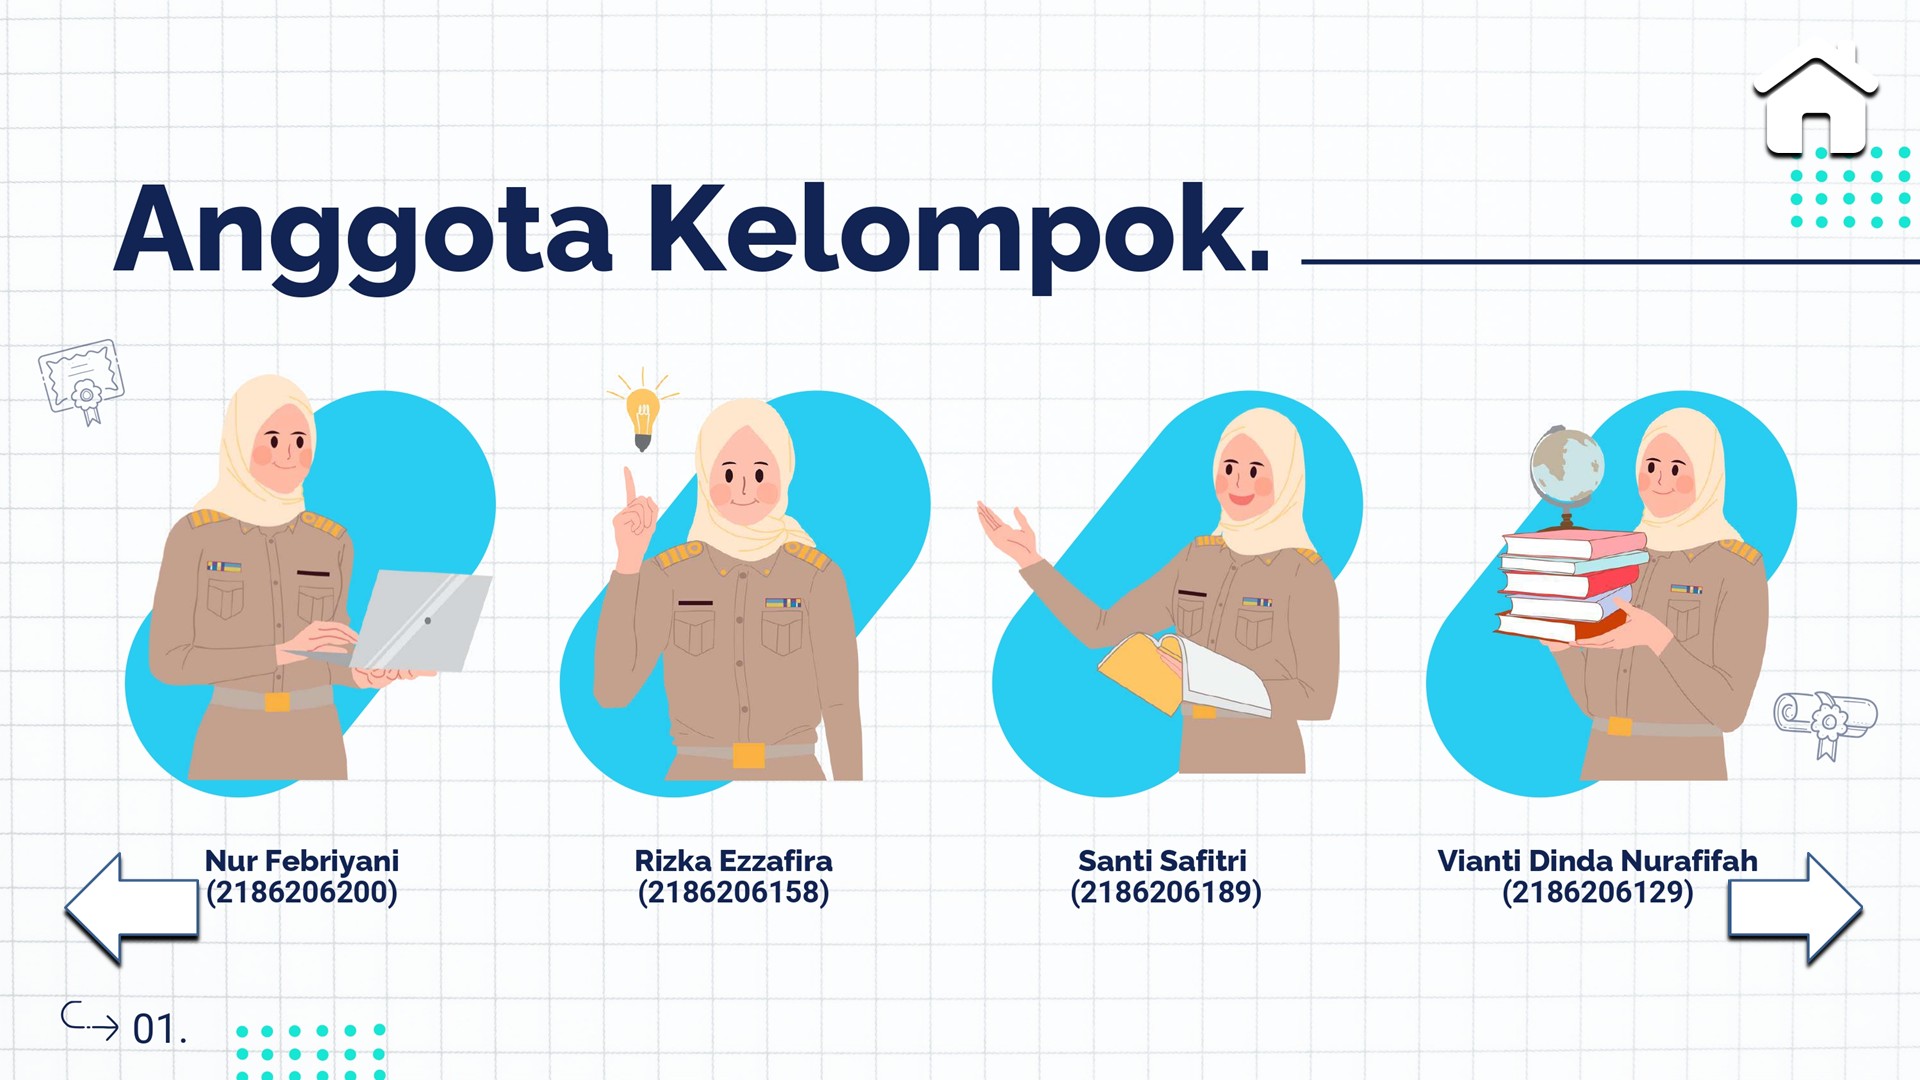 Anggota Kelompok.
Nur Febriyani
(2186206200)
Rizka Ezzafira
(2186206158)
Santi Safitri
(2186206189)
Vianti Dinda Nurafifah
(2186206129)
01.